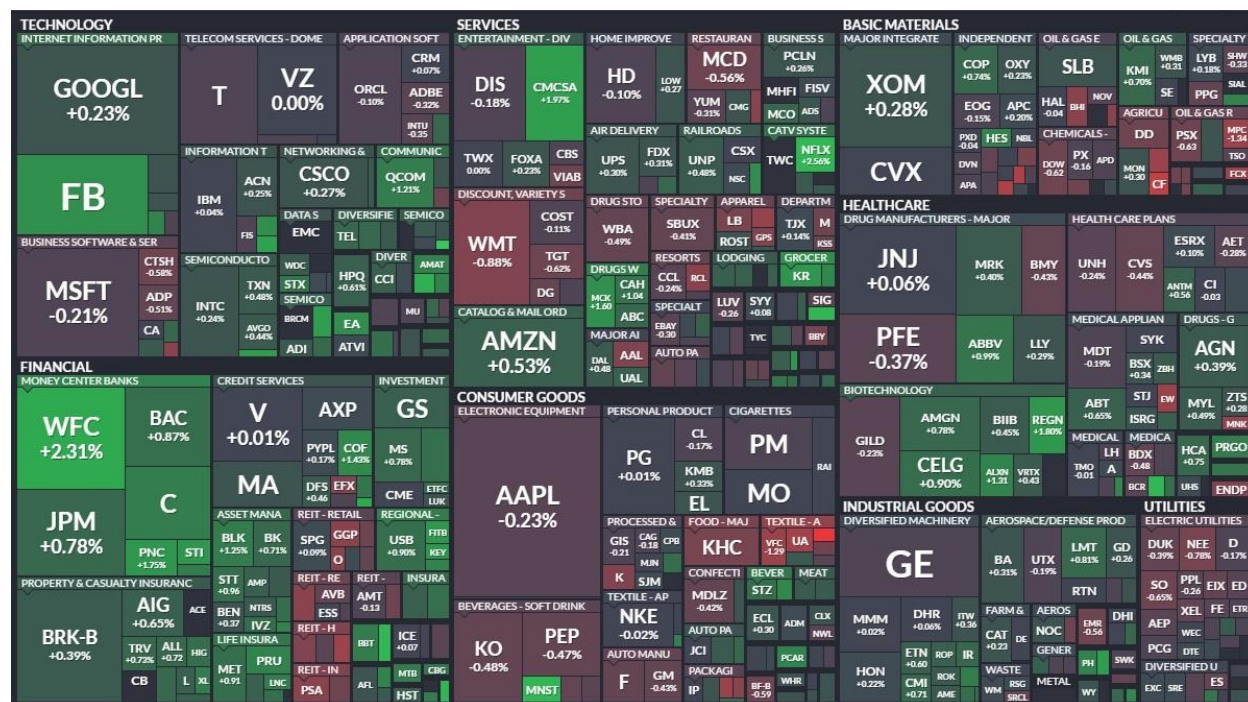 TECHNOLOGY
INTERNET INFORMATION PR
GOOGL
+0.23%
FB
TELECOM SERVICES - DOME
T
VZ
0.00%
APPLICATION SOFT
ORCL
-0.10%
CRM
+0.07%
ADBE
-0.32%
INTU
-0.35
INFORMATION T
IBM
+0.04%
ACN
+0.25%
FIS
NETWORKING &
CSCO
+0.27%
COMMUNIC
QCOM
+1.21%
BUSINESS SOFTWARE & SER
MSFT
-0.21%
CTSH
-0.58%
ADP
-0.51%
CA
SEMICONDUCTO
INTC
+0.24%
TXN
+0.48%
AVGO
+0.44%
DATA S
EMC
WDC
STX
DIVERSIFIE
TEL
HPQ
+0.61%
SEMICO
DIVER
CCI
AMAT
SEMICO
BRCM
ADI
EA
ATVI
MU
FINANCIAL
MONEY CENTER BANKS
WFC
+2.31%
BAC
+0.87%
JPM
+0.78%
C
PNC
+1.75%
STI
CREDIT SERVICES
V
+0.01%
AXP
MA
PYPL
+0.17%
COF
+1.43%
DFS
+0.46
EFX
INVESTMENT
GS
MS
+0.78%
CME
ETFC
LUK
ASSET MANA
BLK
+1.25%
BK
+0.71%
STT
+0.96
AMP
BEN
+0.37
NTRS
IVZ
REIT - RETAIL
SPG
+0.09%
GGP
O
REGIONAL -
USB
+0.90%
FITB
KEY
PROPERTY & CASUALTY INSURANC
BRK-B
+0.39%
AIG
+0.65%
ACE
TRV
+0.73%
ALL
+0.72
HIG
CB
L
XL
LIFE INSURA
MET
+0.91
PRU
LNC
REIT - RE
AVB
ESS
REIT -
AMT
-0.13
INSURA
REIT - H
BBT
ICE
+0.07
REIT - IN
PSA
AFL
MTB
CBG
HST
SERVICES
ENTERTAINMENT - DIV
DIS
-0.18%
CMCSA
+1.97%
TWX
0.00%
FOXA
+0.23%
CBS
VIAB
HOME IMPROVE
HD
-0.10%
LOW
+0.27
RESTAURAN
MCD
-0.56%
YUM
-0.31%
CMG
BUSINESS S
PCLN
+0.26%
MHFI
FISV
MCO
ADS
AIR DELIVERY
UPS
+0.30%
FDX
+0.31%
RAILROADS
UNP
+0.48%
CSX
NSC
CATV SYSTE
TWC
NFLX
+2.56%
DISCOUNT, VARIETY S
WMT
-0.88%
COST
-0.11%
TGT
-0.62%
DG
DRUG STO
WBA
-0.49%
SPECIALTY
SBUX
-0.41%
APPAREL
LB
ROST
GPS
DEPARTM
TJX
+0.14%
M
KSS
DRUGS W
MCK
+1.60
CAH
+1.04
ABC
RESORTS
CCL
-0.24%
RCL
LODGING
GROCER
KR
CATALOG & MAIL ORD
AMZN
+0.53%
MAJOR AI
DAL
+0.48
AAL
UAL
SPECIALT
EBAY
-0.30
AUTO PA
LUV
-0.26
SYY
+0.08
TYC
SIG
BBY
CONSUMER GOODS
ELECTRONIC EQUIPMENT
AAPL
-0.23%
PERSONAL PRODUCT
PG
+0.01%
CL
-0.17%
KMB
+0.33%
EL
CIGARETTES
PM
MO
RAI
PROCESSED &
GIS
-0.21
CAG
-0.18
CPB
MJN
K
SJM
FOOD - MAJ
KHC
TEXTILE - A
VFC
-1.29
UA
BEVERAGES - SOFT DRINK
KO
-0.48%
PEP
-0.47%
MNST
TEXTILE - AP
NKE
-0.02%
CONFECTI
MDLZ
-0.42%
BEVER
STZ
MEAT
AUTO MANU
F
GM
-0.43%
AUTO PA
JCI
ECL
+0.30
ADM
CLX
NWL
PCAR
PACKAGI
IP
BF-B
-0.59
WHR
BASIC MATERIALS
MAJOR INTEGRATE
XOM
+0.28%
CVX
INDEPENDENT
COP
+0.74%
OXY
+0.23%
EOG
-0.15%
APC
+0.20%
PXD
-0.04
HES
NBL
DVN
APA
OIL & GAS E
SLB
HAL
-0.04
BHI
NOV
OIL & GAS
KMI
+0.70%
WMB
+0.31
SE
SPECIALTY
LYB
+0.18%
SHW
-0.33
SIAL
PPG
CHEMICALS -
DOW
-0.62
PX
-0.16
APD
AGRICU
DD
MON
+0.30
CF
OIL & GAS R
PSX
-0.63
MPC
-1.34
TSO
FCX
HEALTHCARE
DRUG MANUFACTURERS - MAJOR
JNJ
+0.06%
MRK
+0.40%
BMY
-0.43%
PFE
-0.37%
ABBV
+0.99%
LLY
+0.29%
HEALTH CARE PLANS
UNH
-0.24%
CVS
-0.44%
ESRX
+0.10%
AET
-0.28%
ANTM
+0.56
CI
-0.03
MEDICAL APPLIAN
MDT
-0.19%
SYK
BSX
+0.34
ZBH
ABT
+0.65%
STJ
EW
ISRG
DRUGS - G
AGN
+0.39%
MYL
+0.49%
ZTS
+0.28
MNK
BIOTECHNOLOGY
GILD
-0.23%
AMGN
+0.78%
BIIB
+0.45%
REGN
+1.80%
CELG
+0.90%
ALXN
+1.31
VRTX
+0.43
MEDICAL
TMO
-0.01
LH
A
MEDICA
BDX
-0.48
BCR
HCA
+0.75
PRGO
UHS
ENDP
INDUSTRIAL GOODS
DIVERSIFIED MACHINERY
GE
MMM
+0.02%
DHR
+0.06%
ITW
+0.36
HON
+0.22%
ETN
+0.60
ROP
IR
CMI
+0.71
ROK
AME
AEROSPACE/DEFENSE PROD
BA
+0.31%
UTX
-0.19%
LMT
+0.81%
GD
+0.26
RTN
FARM &
CAT
+0.23
DE
AEROS
NOC
EMR
-0.56
DHI
WASTE
WM
RSG
SRCL
GENER
METAL
PH
SWK
WY
UTILITIES
ELECTRIC UTILITIES
DUK
-0.39%
NEE
-0.78%
D
-0.17%
SO
-0.65%
PPL
-0.26
EIX
ED
AEP
XEL
FE
ETR
PCG
WEC
DTE
DIVERSIFIED U
EXC
SRE
ES